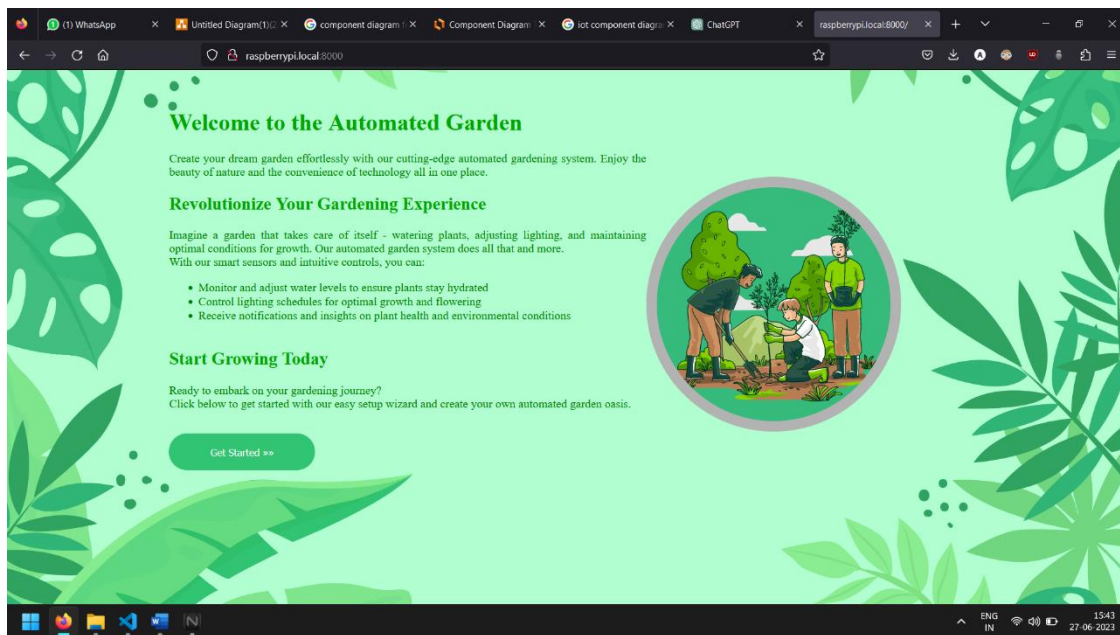 (1) WhatsApp
Untitled Diagram(1)(2
component diagram f
Component Diagram T
iot component diagra
ChatGPT
raspberrypi.local:8000/
raspberrypi.local:8000
Welcome to the Automated Garden
Create your dream garden effortlessly with our cutting-edge automated gardening system. Enjoy the
beauty of nature and the convenience of technology all in one place.
Revolutionize Your Gardening Experience
Imagine a garden that takes care of itself - watering plants, adjusting lighting, and maintaining
optimal conditions for growth. Our automated garden system does all that and more.
With our smart sensors and intuitive controls, you can:
• Monitor and adjust water levels to ensure plants stay hydrated
• Control lighting schedules for optimal growth and flowering
• Receive notifications and insights on plant health and environmental conditions
Start Growing Today
Ready to embark on your gardening journey?
Click below to get started with our easy setup wizard and create your own automated garden oasis.
Get Started »»
ENG
IN
15:43
27-06-2023